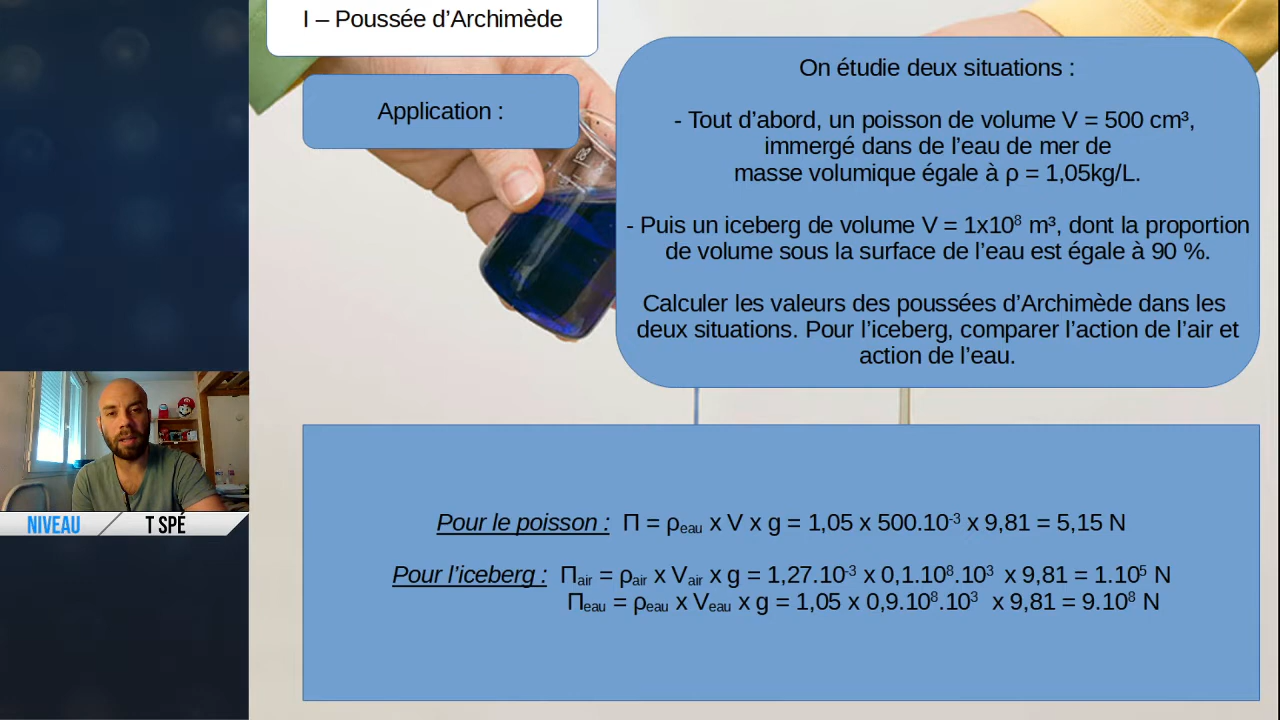 I – Poussée d’Archimède
Application :
On étudie deux situations :
- Tout d’abord, un poisson de volume V = 500 cm³,
immergé dans de l’eau de mer de
masse volumique égale à ρ = 1,05kg/L.
- Puis un iceberg de volume V = 1x10⁸ m³, dont la proportion
de volume sous la surface de l’eau est égale à 90 %.
Calculer les valeurs des poussées d’Archimède dans les
deux situations. Pour l’iceberg, comparer l’action de l’air et
action de l’eau.
NIVEAU T SPÉ
Pour le poisson : Π = ρeau x V x g = 1,05 x 500.10⁻³ x 9,81 = 5,15 N
Pour l’iceberg : Πair = ρair x Vair x g = 1,27.10⁻³ x 0,1.10⁸.10³ x 9,81 = 1.10⁵ N
Πeau = ρeau x Veau x g = 1,05 x 0,9.10⁸.10³ x 9,81 = 9.10⁸ N